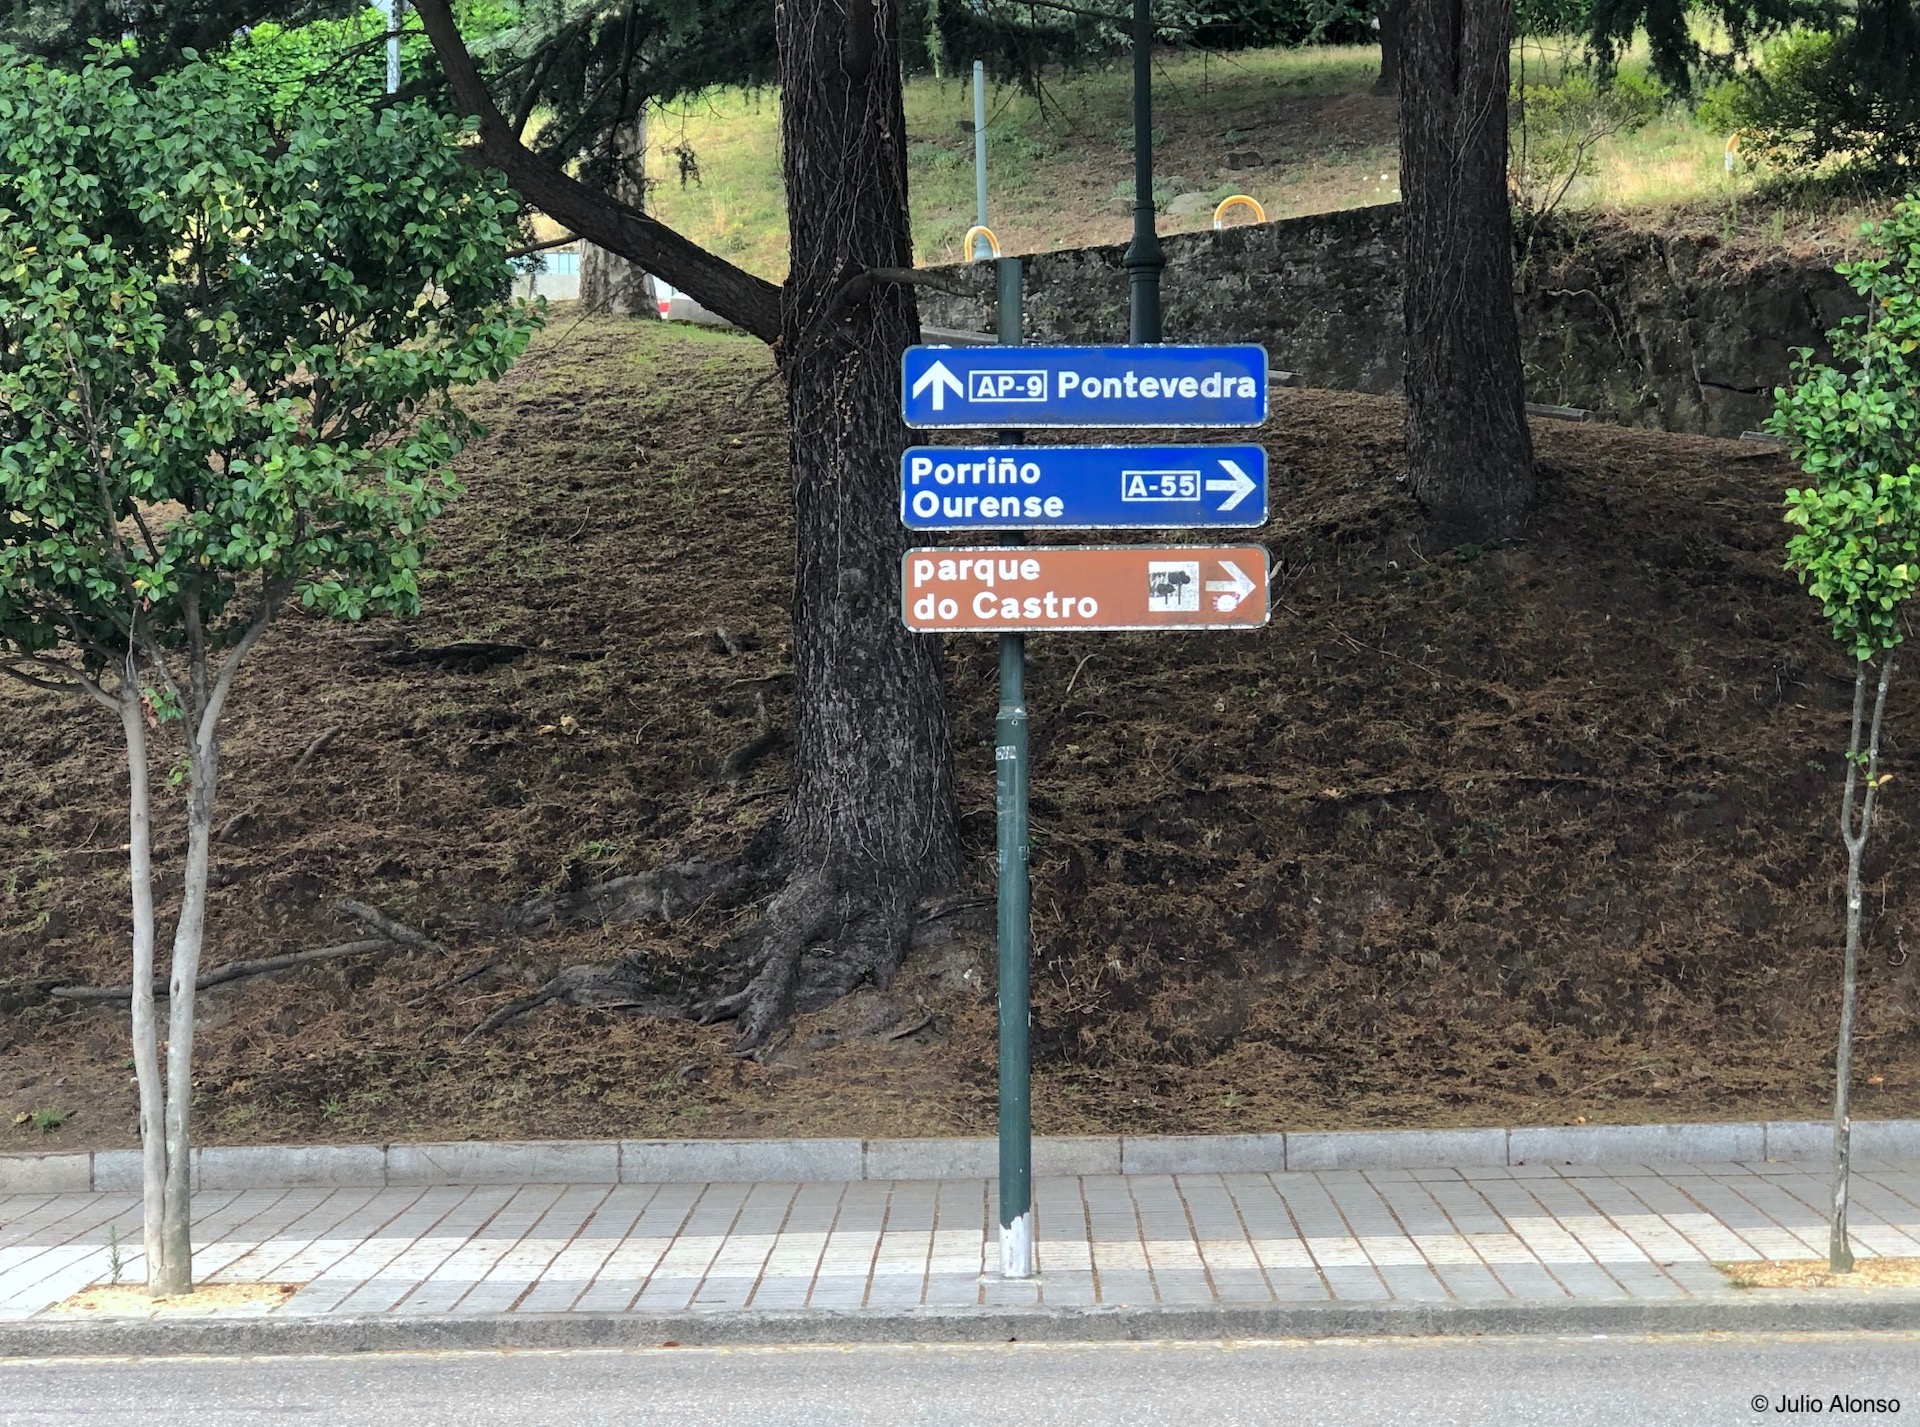 AP-9 Pontevedra
Porriño
Ourense
A-55
parque
do Castro
© Julio Alonso